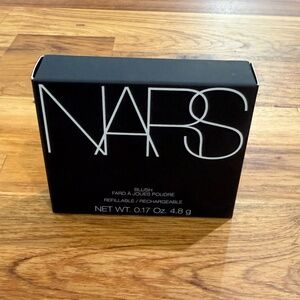 NARS
BLUSH
FARD À JOUES POUDRE
REFILLABLE / RECHARGEABLE
NET WT. 0.17 Oz. 4.8 g